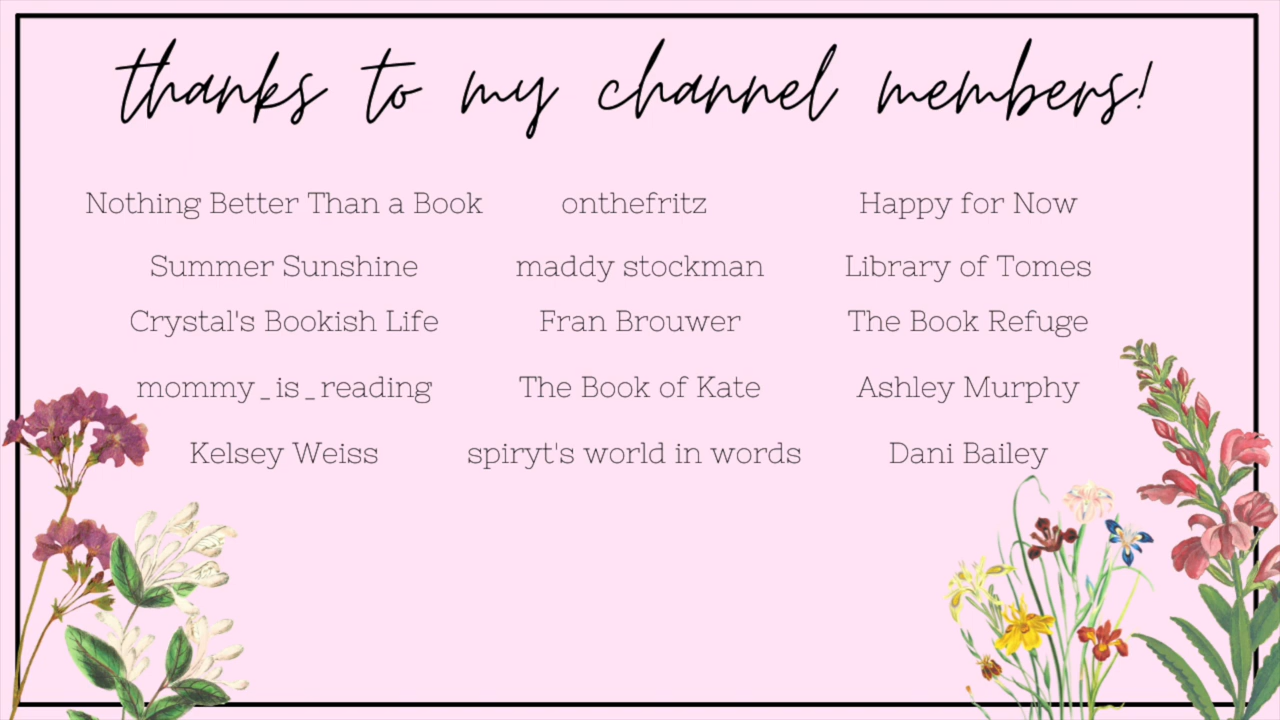 thanks to my channel members!
Nothing Better Than a Book onthefritz Happy for Now
Summer Sunshine maddy stockman Library of Tomes
Crystal's Bookish Life Fran Brouwer The Book Refuge
mommy_is_reading The Book of Kate Ashley Murphy
Kelsey Weiss spiryt's world in words Dani Bailey